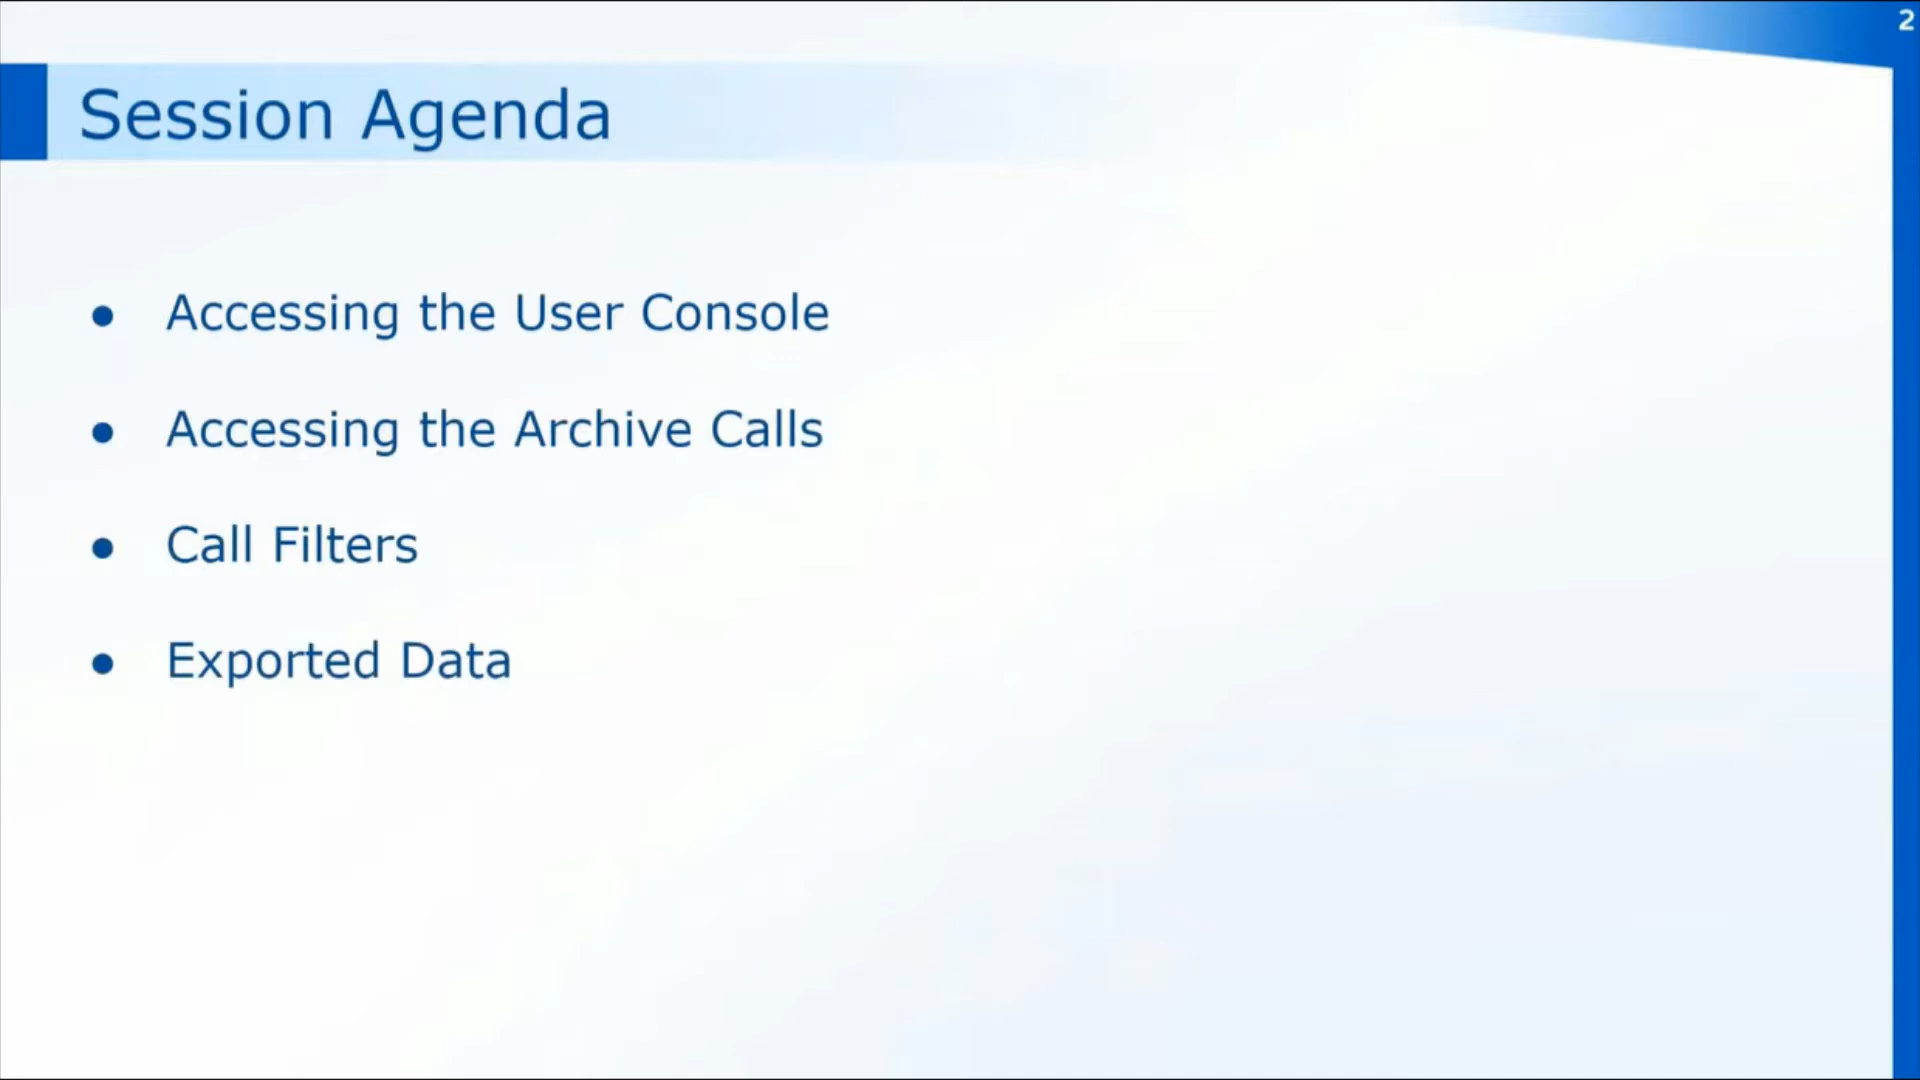 2
Session Agenda
● Accessing the User Console
● Accessing the Archive Calls
● Call Filters
● Exported Data